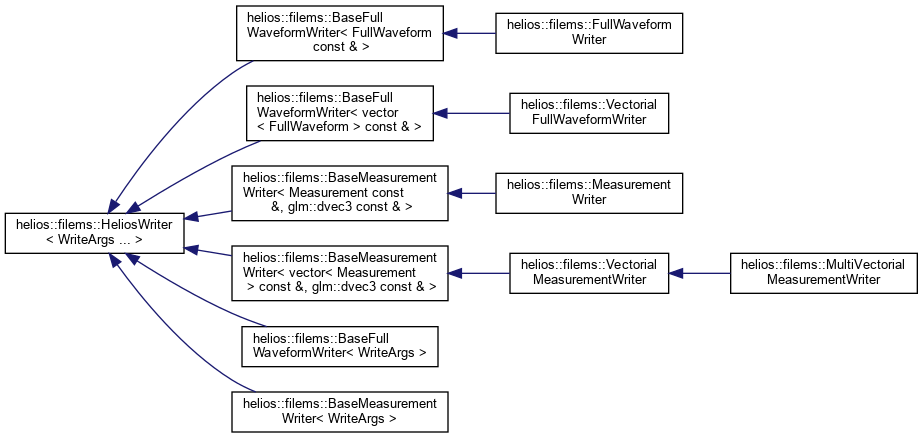 helios::filems::BaseFull
WaveformWriter< FullWaveform
const & >
helios::filems::FullWaveform
Writer
helios::filems::BaseFull
WaveformWriter< vector
< FullWaveform > const & >
helios::filems::Vectorial
FullWaveformWriter
helios::filems::BaseMeasurement
Writer< Measurement const
&, glm::dvec3 const & >
helios::filems::Measurement
Writer
helios::filems::HeliosWriter
< WriteArgs ... >
helios::filems::BaseMeasurement
Writer< vector< Measurement
> const &, glm::dvec3 const & >
helios::filems::Vectorial
MeasurementWriter
helios::filems::MultiVectorial
MeasurementWriter
helios::filems::BaseFull
WaveformWriter< WriteArgs >
helios::filems::BaseMeasurement
Writer< WriteArgs >